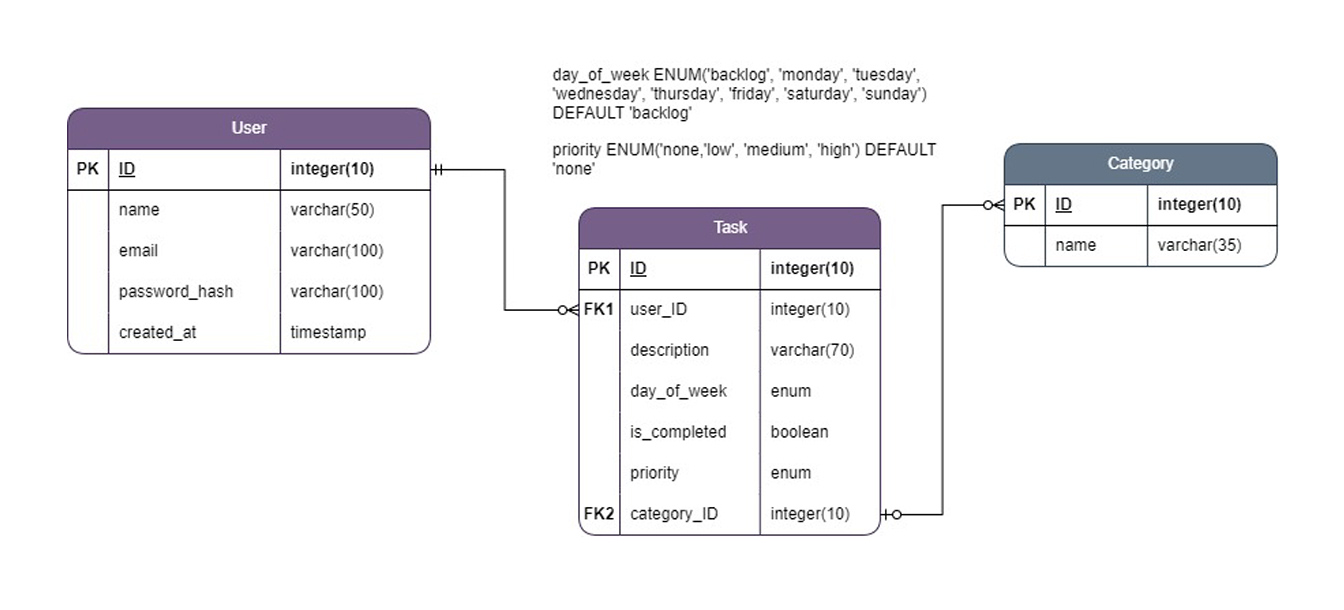 day_of_week ENUM('backlog', 'monday', 'tuesday',
'wednesday', 'thursday', 'friday', 'saturday', 'sunday')
DEFAULT 'backlog'
priority ENUM('none,'low', 'medium', 'high') DEFAULT
'none'
User
PK ID integer(10)
name varchar(50)
email varchar(100)
password_hash varchar(100)
created_at timestamp
Task
PK ID integer(10)
FK1 user_ID integer(10)
description varchar(70)
day_of_week enum
is_completed boolean
priority enum
FK2 category_ID integer(10)
Category
PK ID integer(10)
name varchar(35)